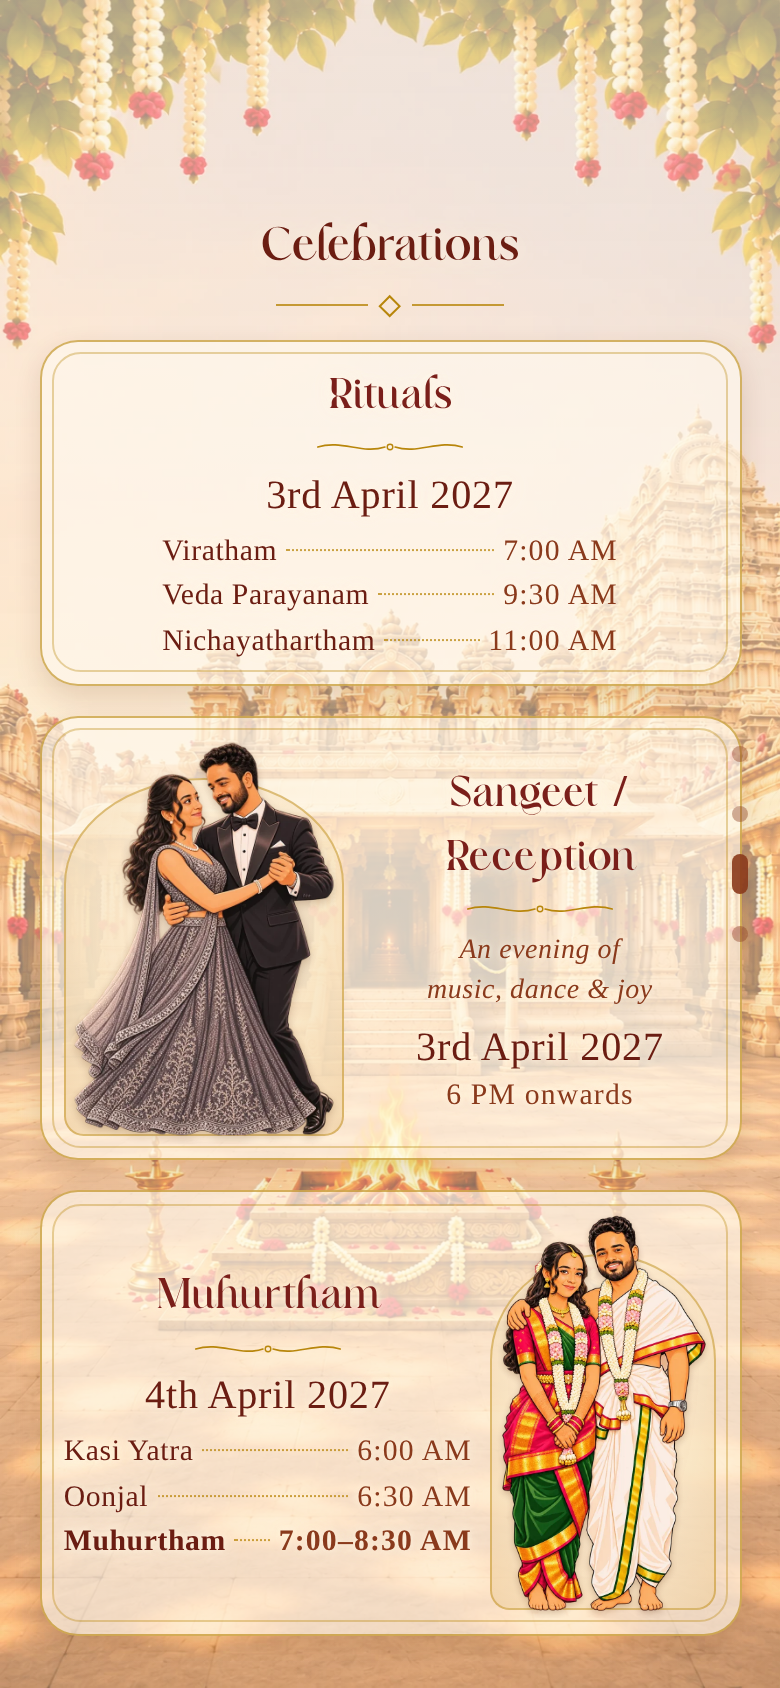 Celebrations
Rituals
3rd April 2027
Viratham 7:00 AM
Veda Parayanam 9:30 AM
Nichayathartham 11:00 AM
Sangeet /
Reception
An evening of
music, dance & joy
3rd April 2027
6 PM onwards
Muhurtham
4th April 2027
Kasi Yatra 6:00 AM
Oonjal 6:30 AM
Muhurtham 7:00–8:30 AM